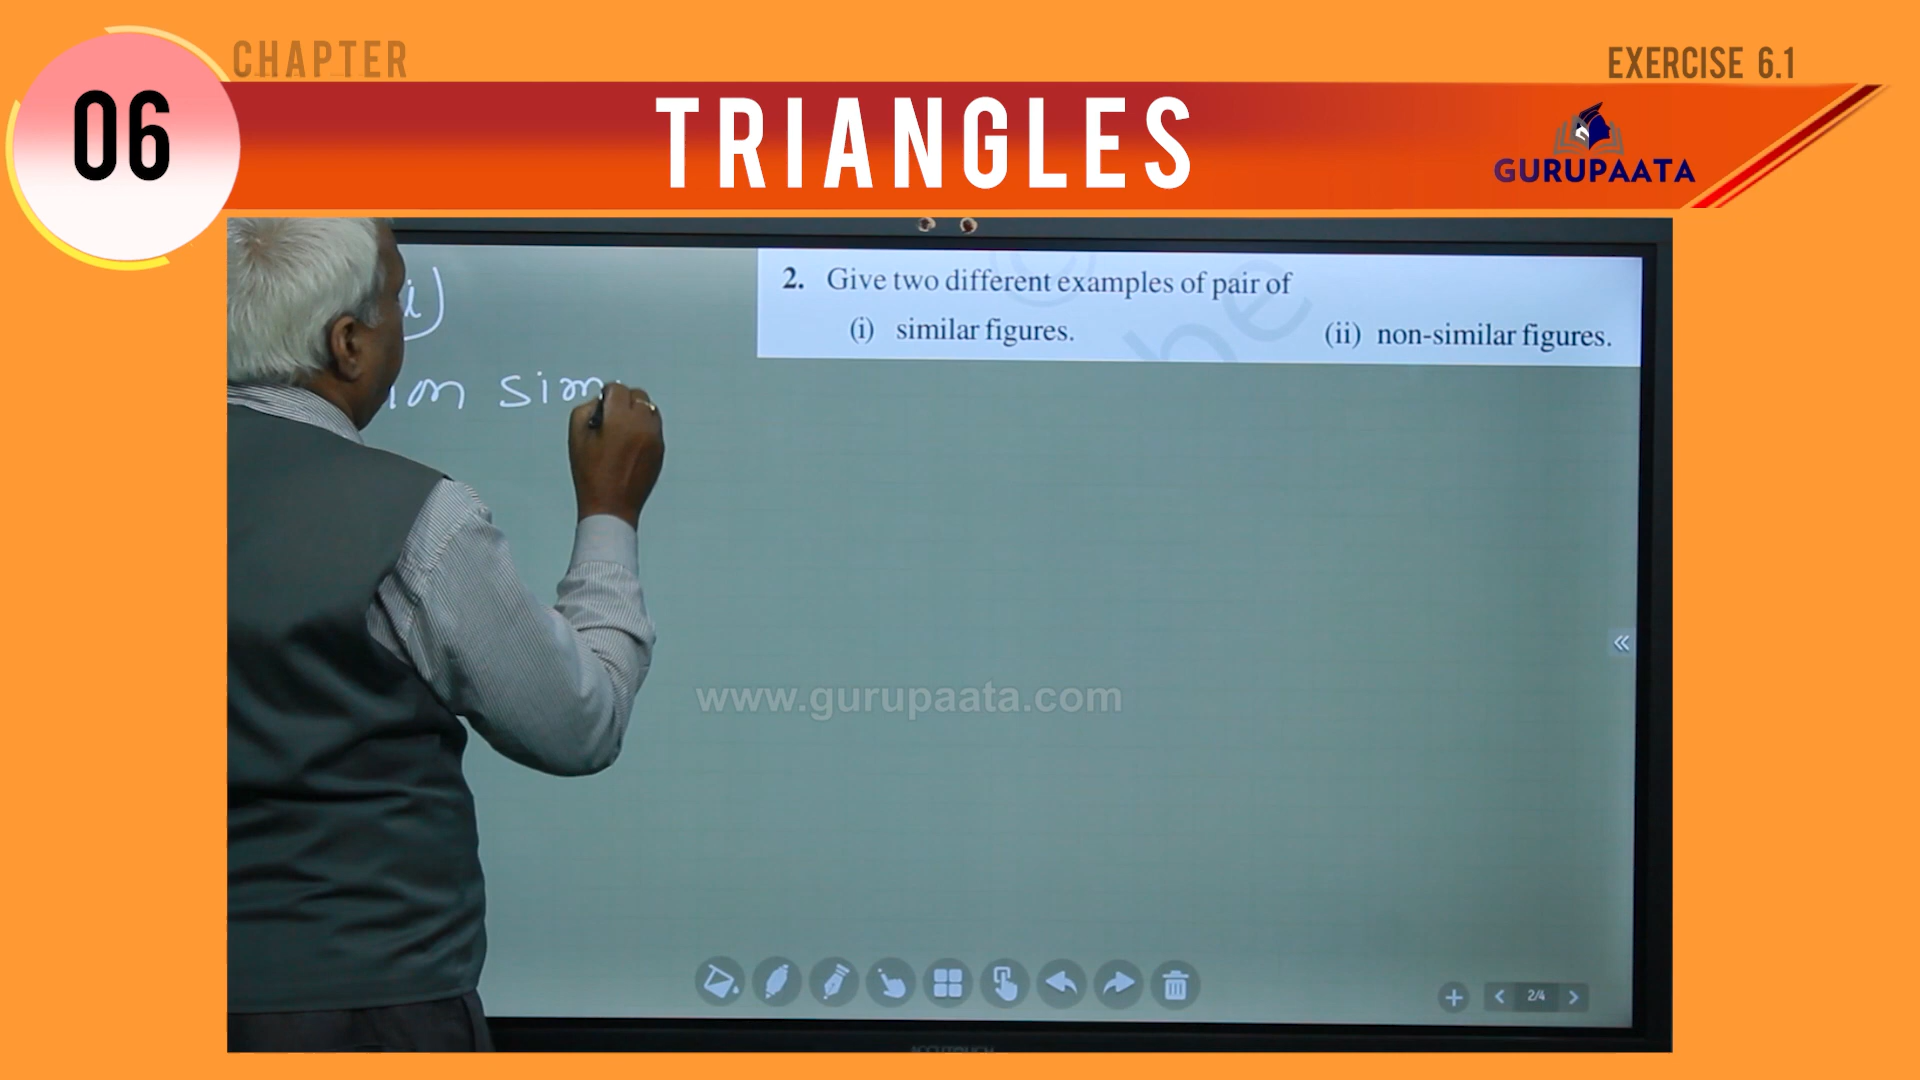 CHAPTER
EXERCISE 6.1
06
TRIANGLES
GURUPAATA
2. Give two different examples of pair of
(i) similar figures. (ii) non-similar figures.
www.gurupaata.com
2/4